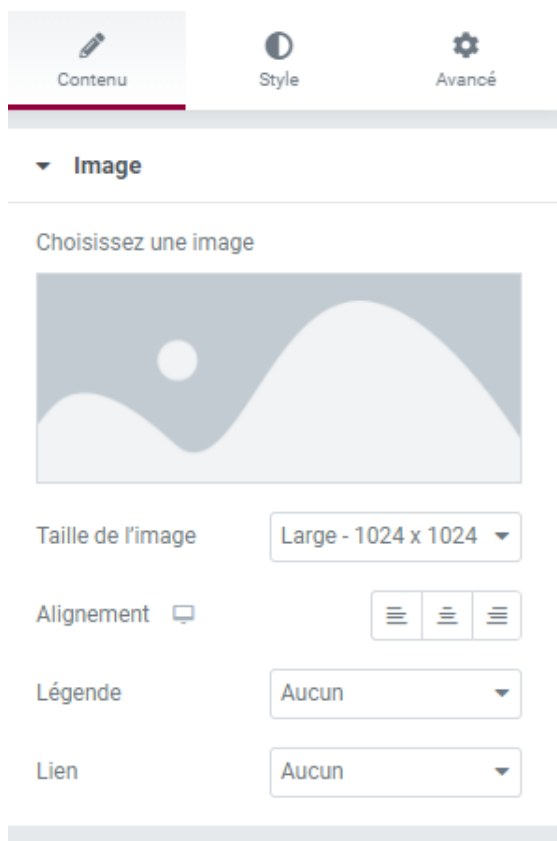 Contenu Style Avancé
Image
Choisissez une image
Taille de l'image Large - 1024 x 1024
Alignement
Légende Aucun
Lien Aucun